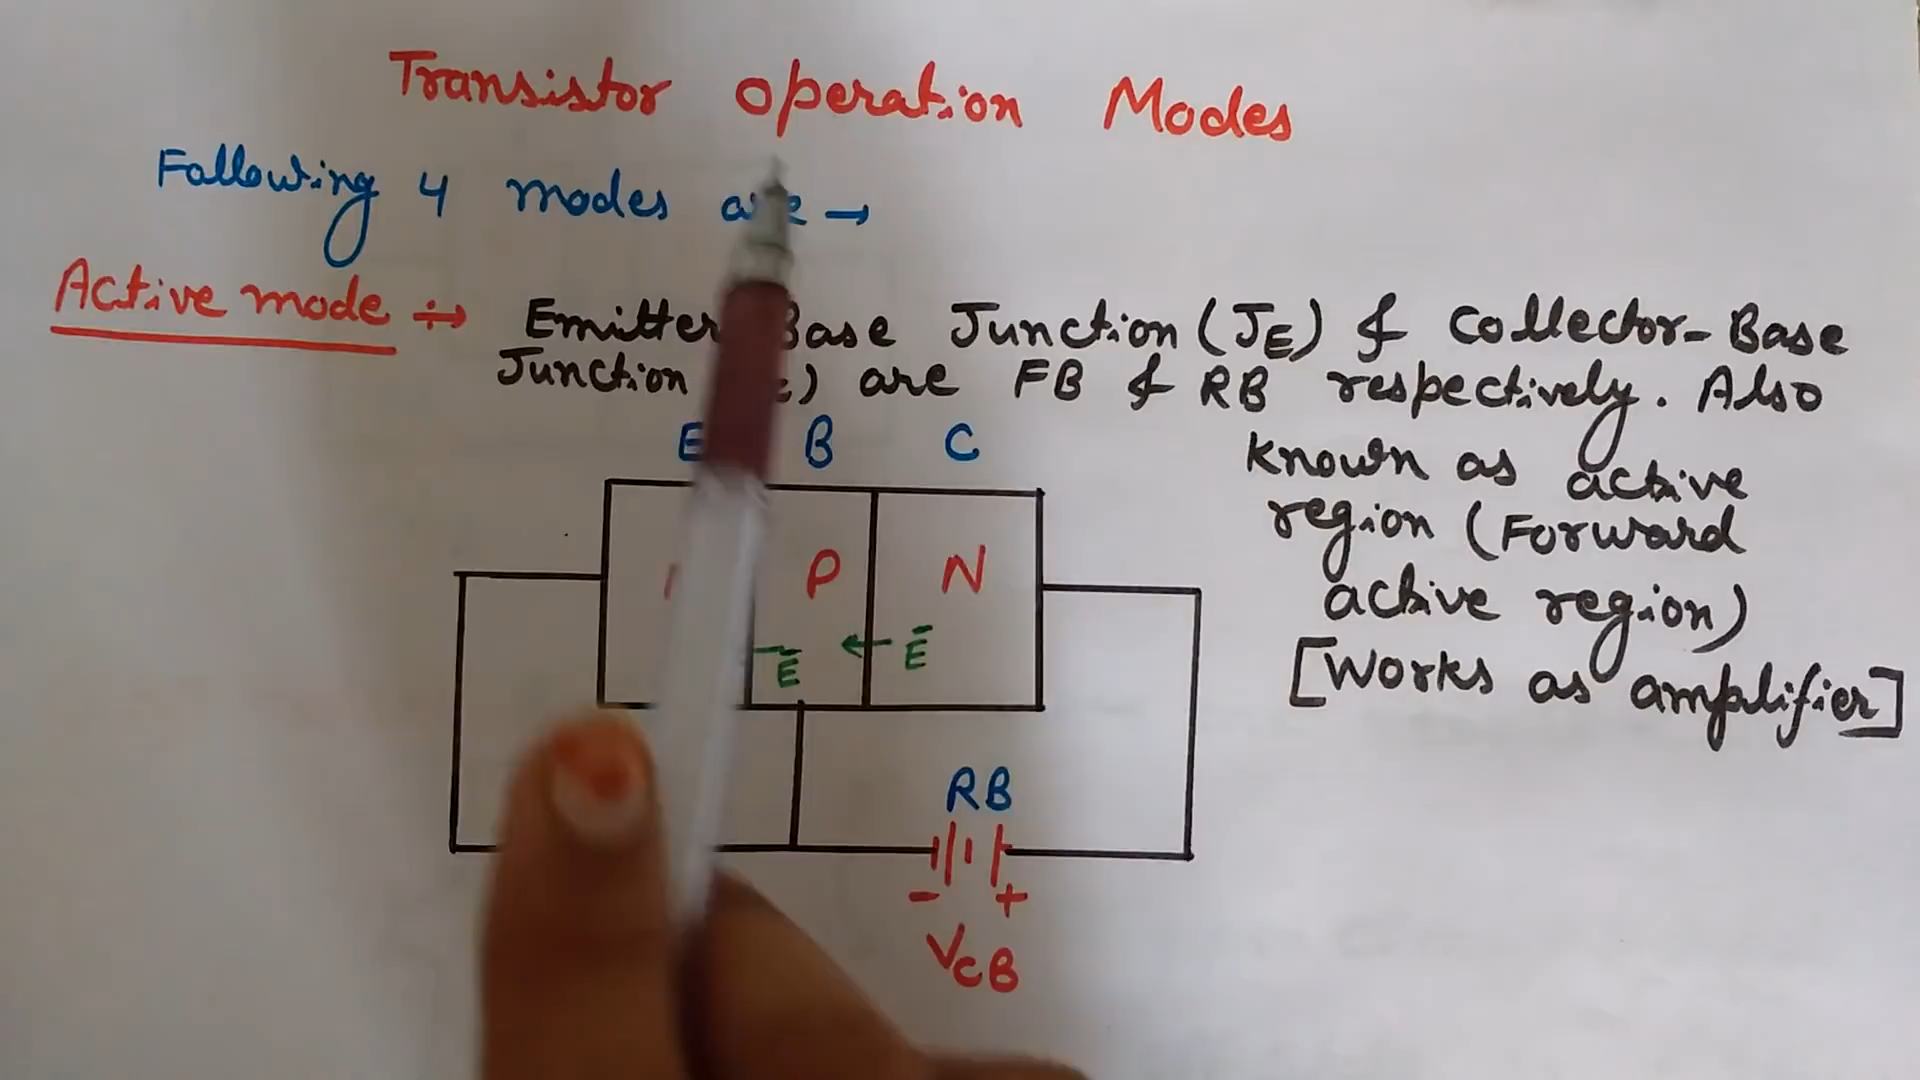 Transistor operation Modes
Following 4 modes are →
Active mode ÷→ Emitter Base Junction (JE) & Collector-Base
Junction ) are FB & RB respectively. Also
known as active
region (Forward
active region)
[Works as amplifier]
E B C
P N
Ē ← Ē
RB
- +
VCB